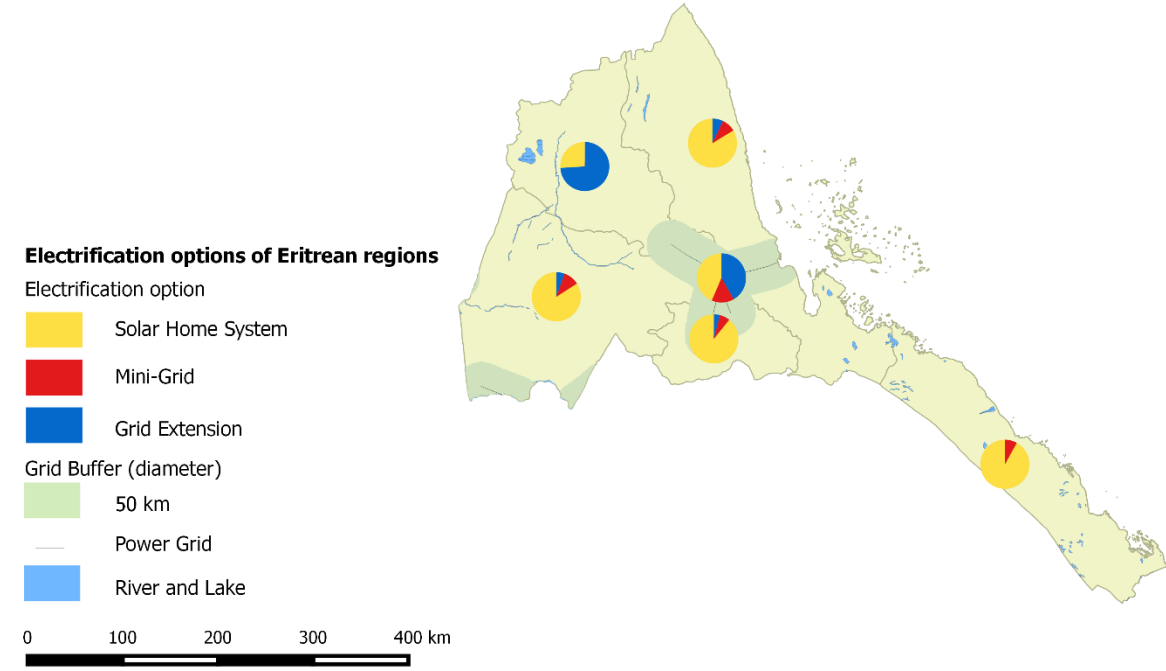 Electrification options of Eritrean regions
Electrification option
Solar Home System
Mini-Grid
Grid Extension
Grid Buffer (diameter)
50 km
Power Grid
River and Lake
0 100 200 300 400 km